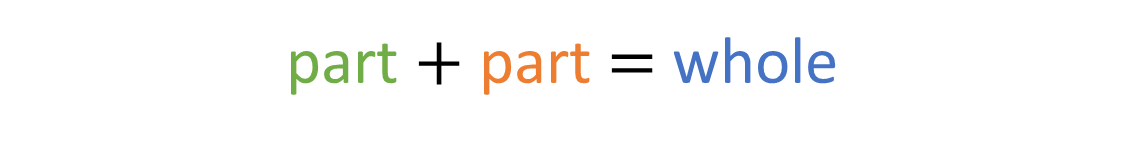 part + part = whole